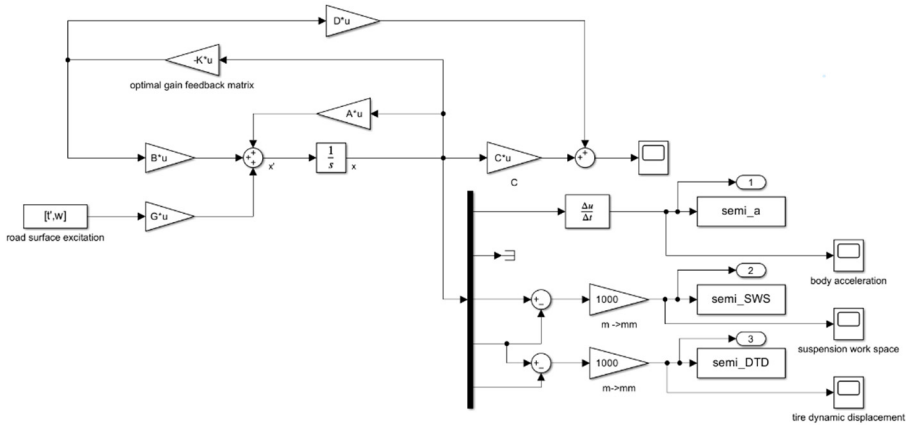 D*u
-K*u
optimal gain feedback matrix
A*u
B*u
+
+
+
x'
1
s
x
C*u
C
+
+
[t',w]
road surface excitation
G*u
Δu
Δt
1
semi_a
body acceleration
+
-
1000
m ->mm
2
semi_SWS
suspension work space
+
-
1000
m->mm
3
semi_DTD
tire dynamic displacement